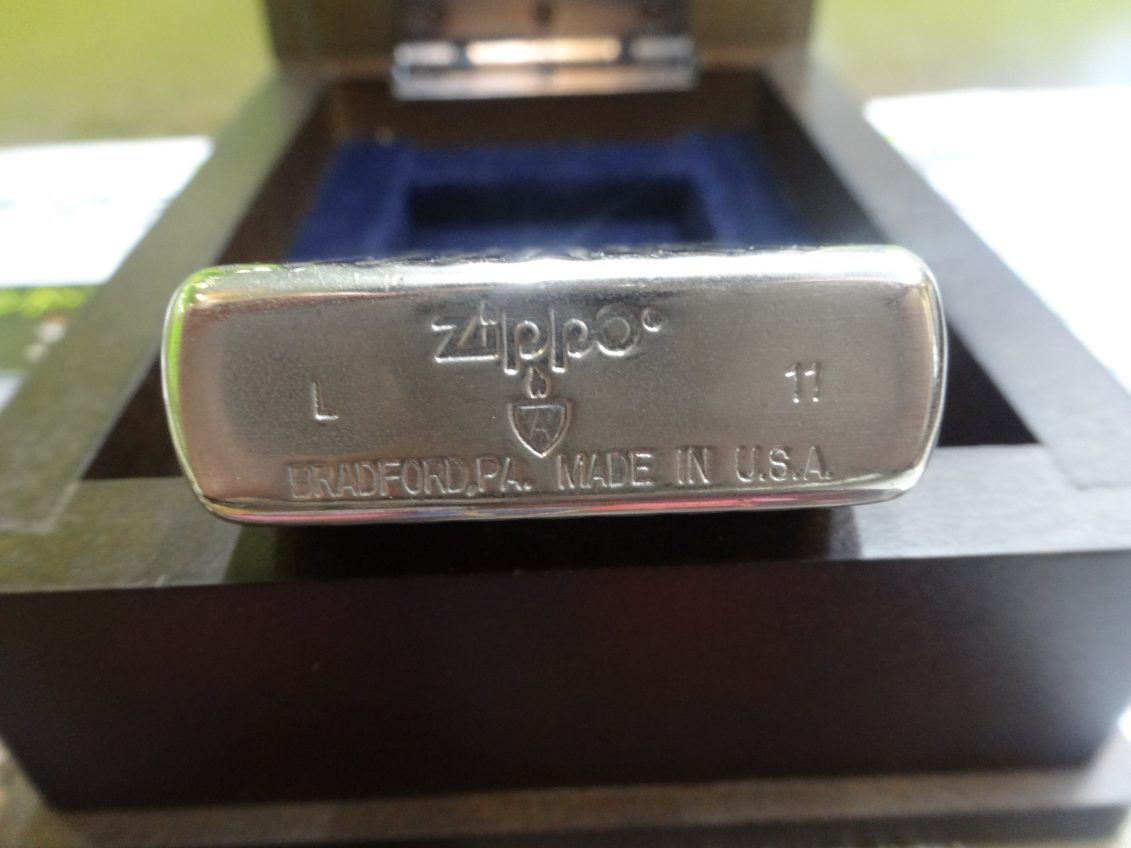 Zippo
L 11
A
BRADFORD,PA. MADE IN U.S.A.